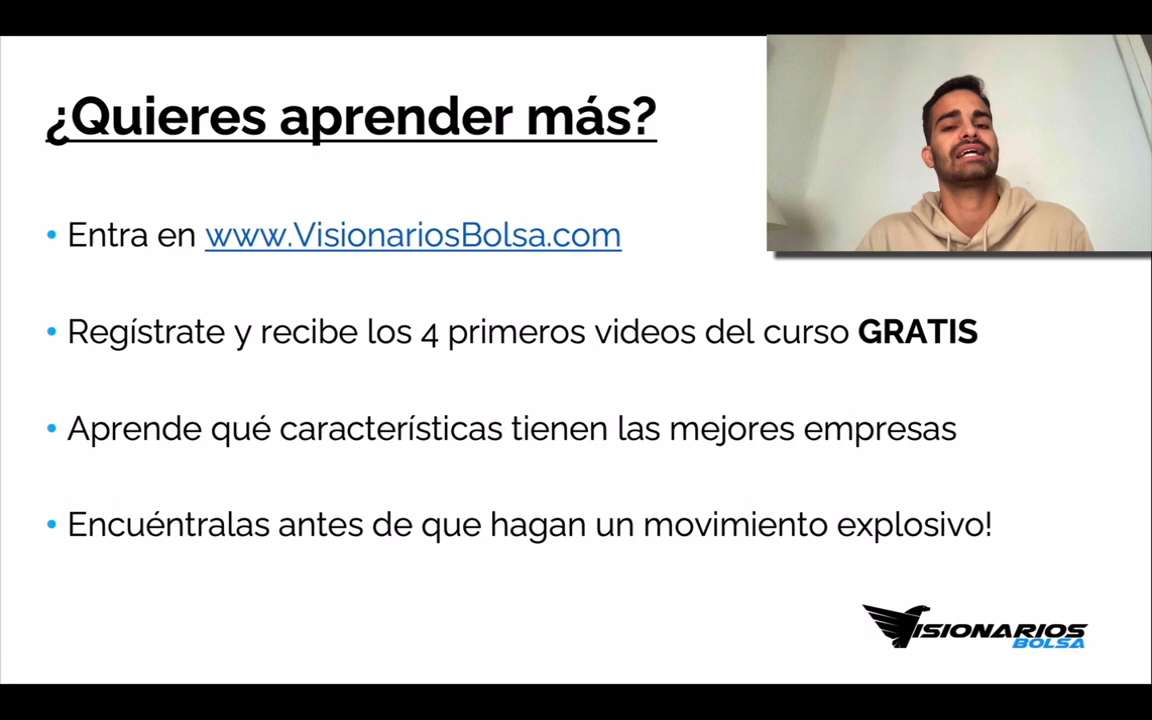 ¿Quieres aprender más?
Entra en www.VisionariosBolsa.com
Regístrate y recibe los 4 primeros videos del curso GRATIS
Aprende qué características tienen las mejores empresas
Encuéntralas antes de que hagan un movimiento explosivo!
VISIONARIOS
BOLSA